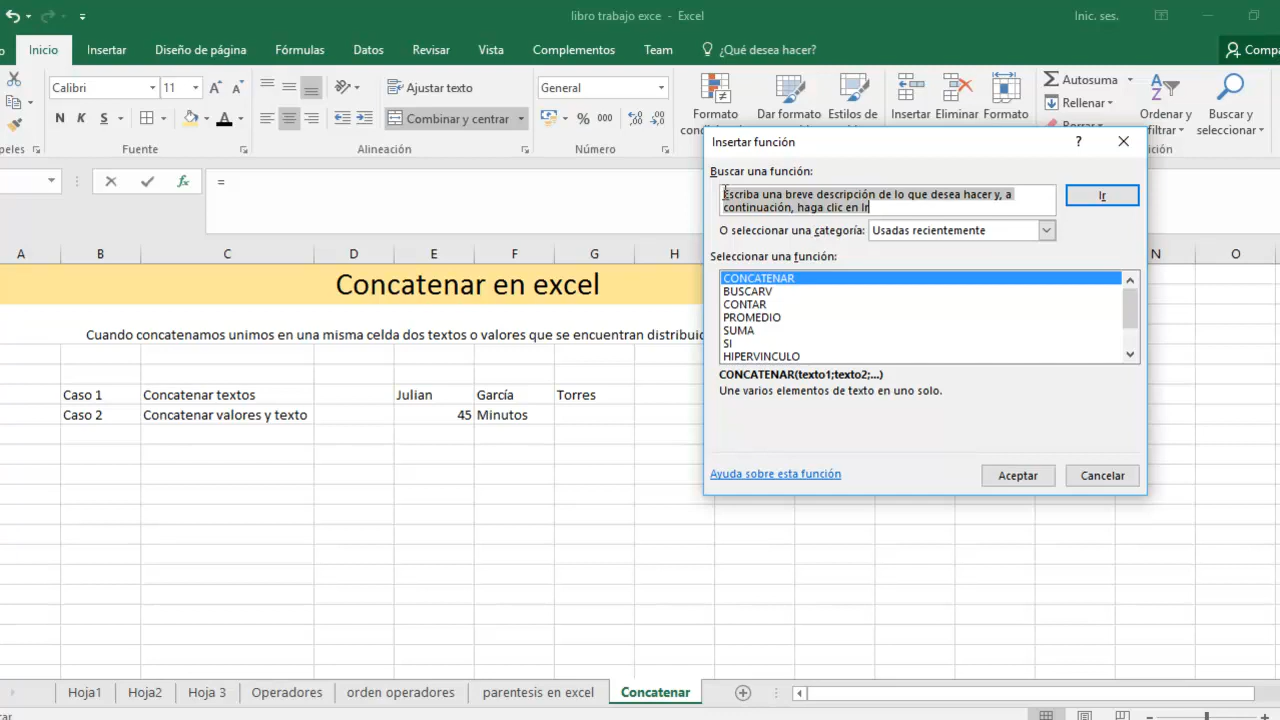 libro trabajo exce - Excel
Inic. ses.
Inicio
Insertar
Diseño de página
Fórmulas
Datos
Revisar
Vista
Complementos
Team
¿Qué desea hacer?
Calibri
11
Ajustar texto
General
Autosuma
Rellenar
N K S
A
Combinar y centrar
% 000
Formato
Dar formato
Estilos de
Insertar
Eliminar
Formato
Ordenar y
filtrar
Buscar y
seleccionar
Fuente
Alineación
Número
fx
=
Insertar función
?
Buscar una función:
Escriba una breve descripción de lo que desea hacer y, a
continuación, haga clic en Ir
Ir
O seleccionar una categoría:
Usadas recientemente
Seleccionar una función:
CONCATENAR
BUSCARV
CONTAR
PROMEDIO
SUMA
SI
HIPERVINCULO
CONCATENAR(texto1;texto2;...)
Une varios elementos de texto en uno solo.
Ayuda sobre esta función
Aceptar
Cancelar
A B C D E F G H N O
Concatenar en excel
Cuando concatenamos unimos en una misma celda dos textos o valores que se encuentran
Caso 1 Concatenar textos Julian García Torres
Caso 2 Concatenar valores y texto 45 Minutos
Hoja1
Hoja2
Hoja 3
Operadores
orden operadores
parentesis en excel
Concatenar